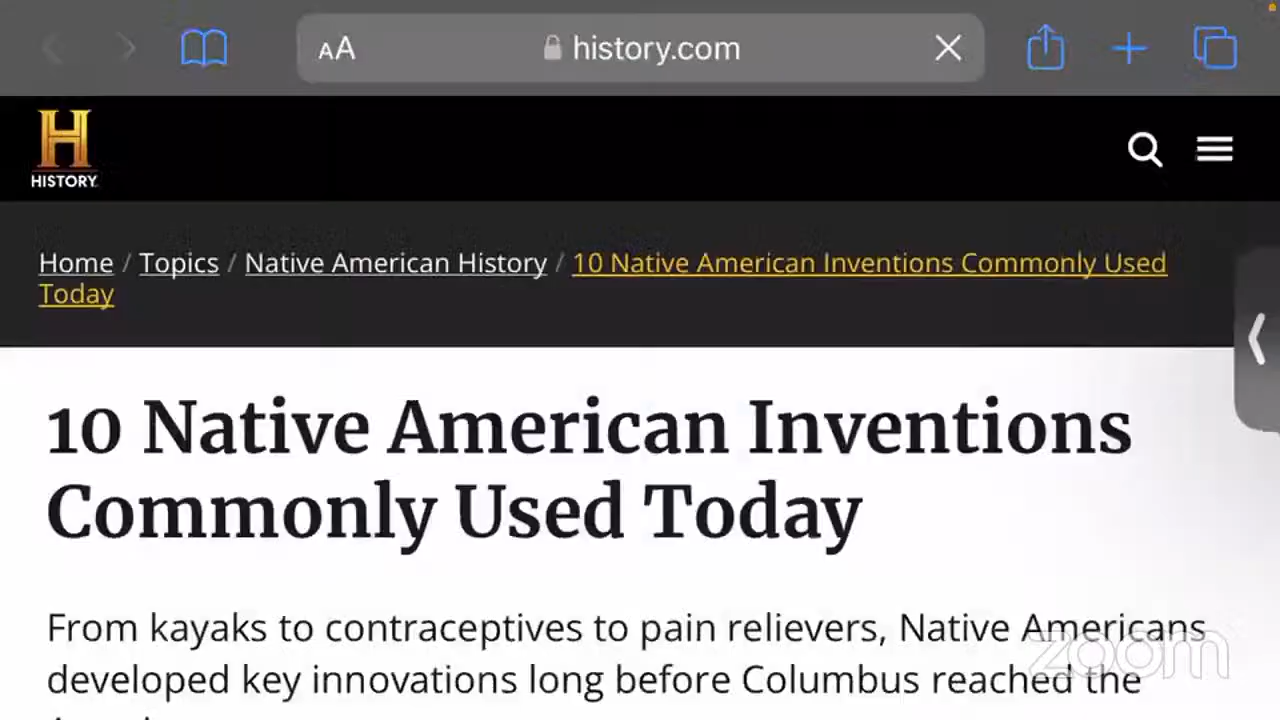 AA history.com
H
HISTORY
Home / Topics / Native American History / 10 Native American Inventions Commonly Used
Today
10 Native American Inventions
Commonly Used Today
From kayaks to contraceptives to pain relievers, Native Americans
developed key innovations long before Columbus reached the
zoom